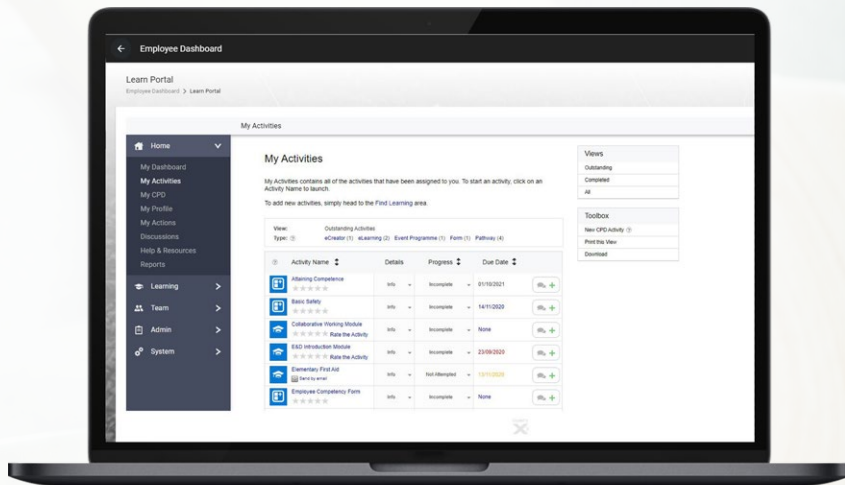 Employee Dashboard
Learn Portal
Employee Dashboard > Learn Portal
My Activities
Home
My Dashboard
My Activities
My CPD
My Profile
My Actions
Discussions
Help & Resources
Reports
Learning
Team
Admin
System
My Activities
My Activities contains all of the activities that have been assigned to you. To start an activity, click on an
Activity Name to launch.
To add new activities, simply head to the Find Learning area.
View: Outstanding Activities
Type: eCreator (1) eLearning (2) Event Programme (1) Form (1) Pathway (4)
Activity Name Details Progress Due Date
Attaining Competence
Info Incomplete 01/10/2021
Basic Safety
Info Incomplete 14/11/2020
Collaborative Working Module
Rate the Activity
Info Incomplete None
E&D Introduction Module
Rate the Activity
Info Incomplete 23/09/2020
Elementary First Aid
Send by email
Info Not Attempted 13/11/2020
Employee Competency Form
Info Incomplete None
Views
Outstanding
Completed
All
Toolbox
New CPD Activity
Print this View
Download